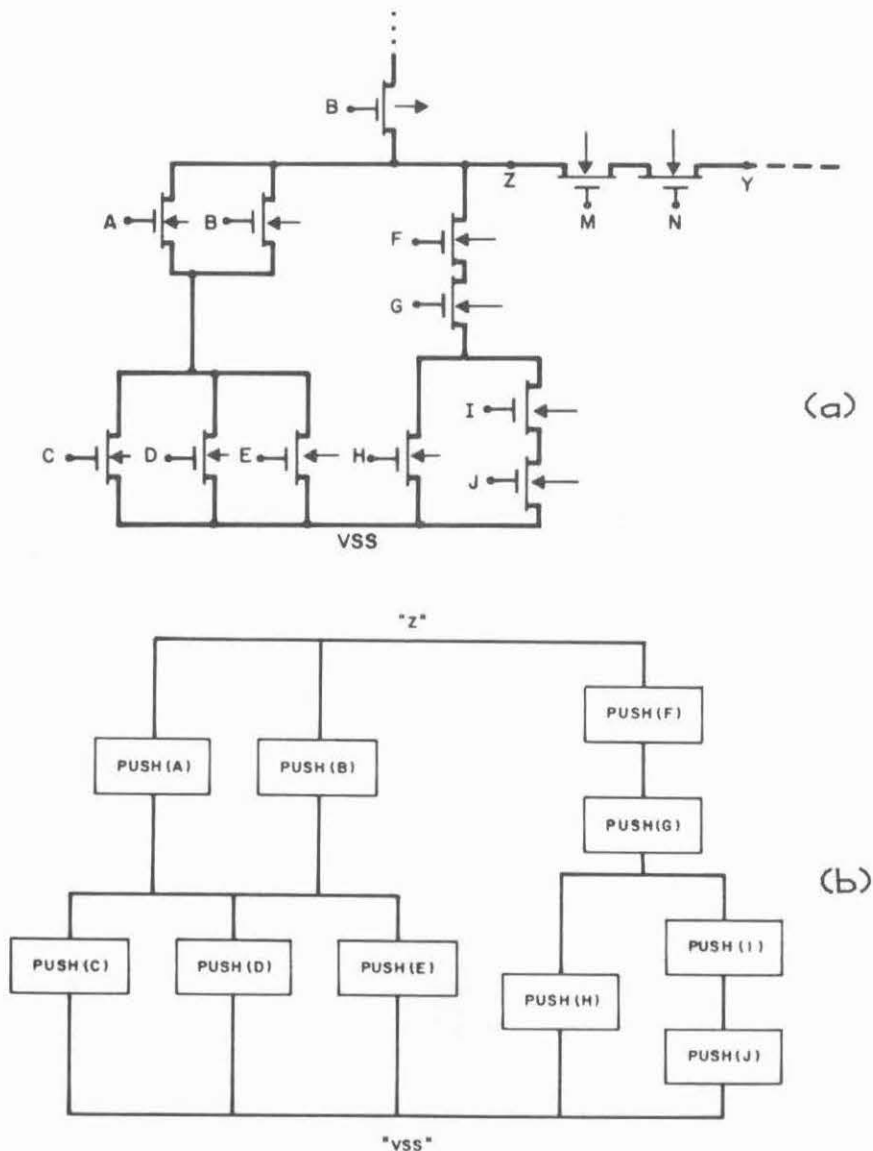 B
Z
Y
A B
M N
F
G
I
(a)
C D E H
J
VSS
"Z"
PUSH(F)
PUSH(A) PUSH(B)
PUSH(G)
(b)
PUSH(C) PUSH(D) PUSH(E) PUSH(I)
PUSH(H)
PUSH(J)
"VSS"